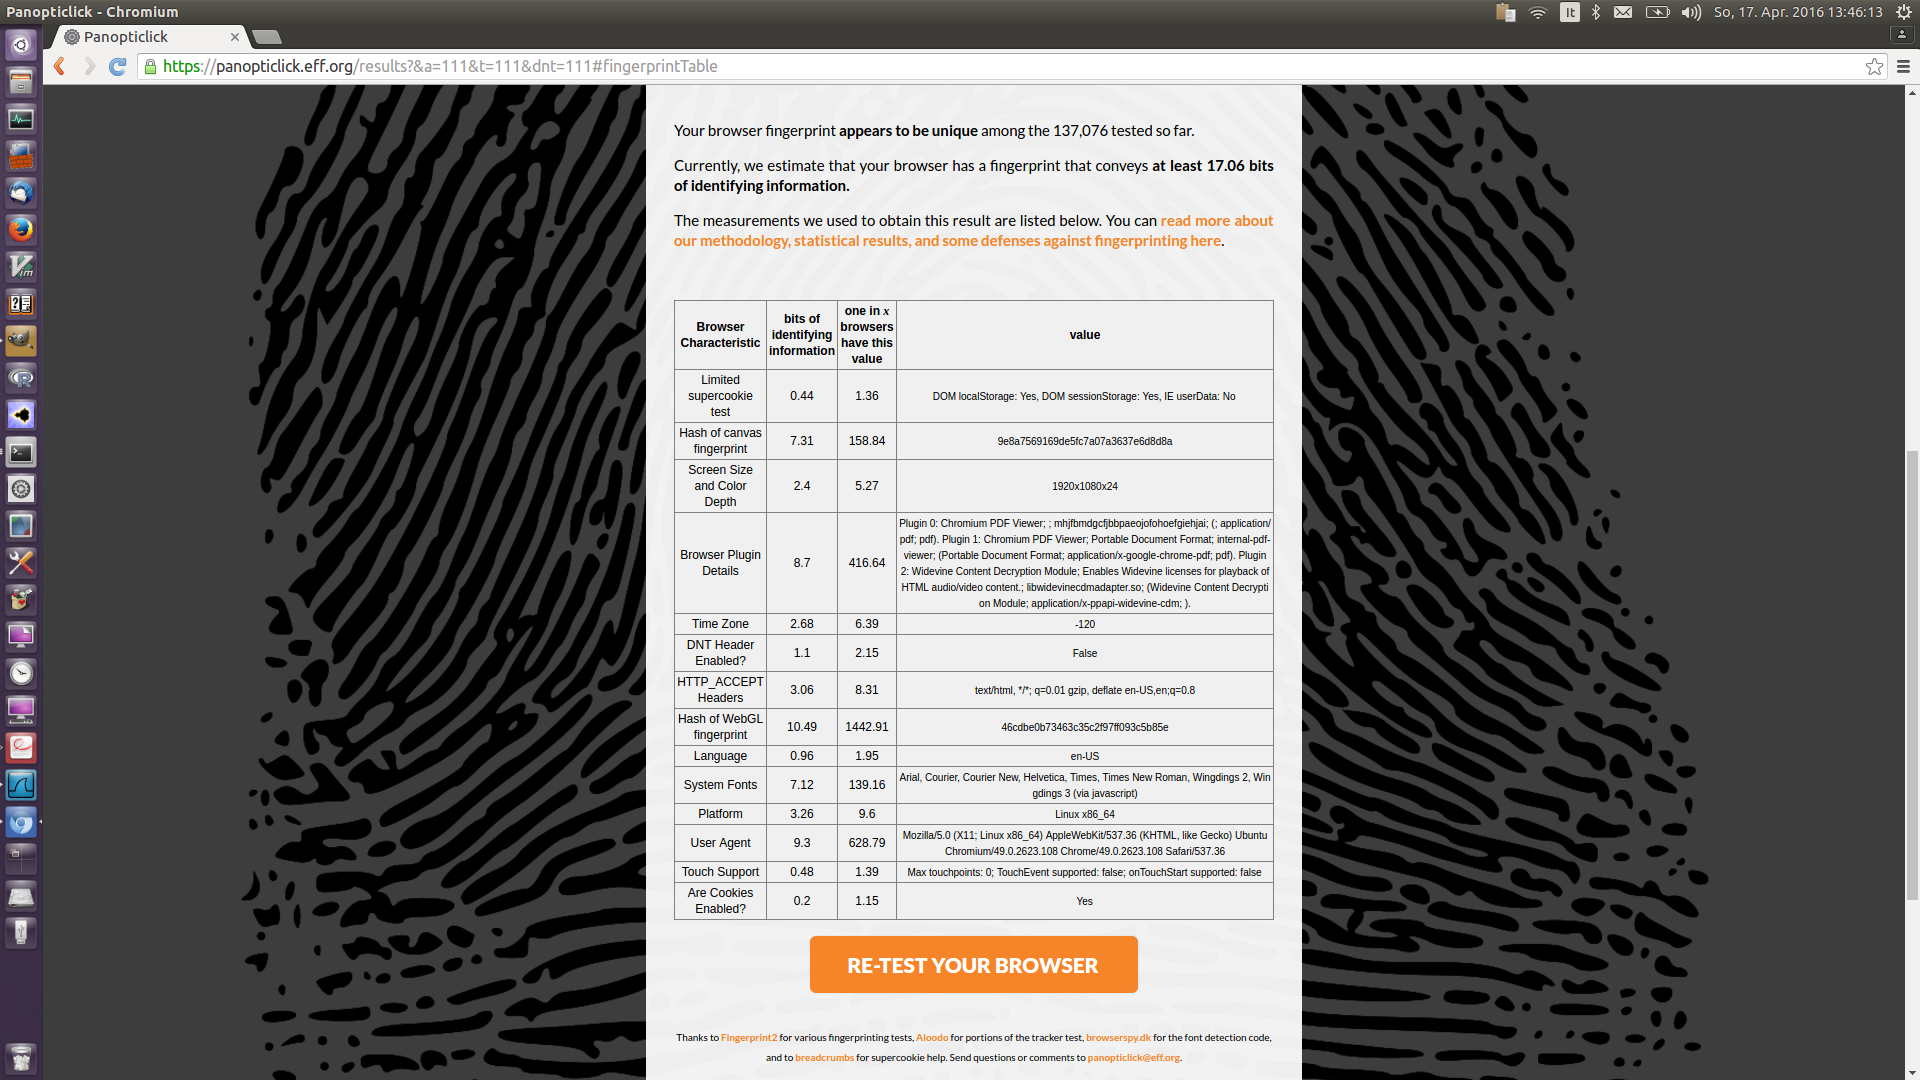 Panopticlick - Chromium
It
So, 17. Apr. 2016 13:46:13
Panopticlick
https://panopticlick.eff.org/results?&a=111&t=111&dnt=111#fingerprintTable
Your browser fingerprint appears to be unique among the 137,076 tested so far.
Currently, we estimate that your browser has a fingerprint that conveys at least 17.06 bits
of identifying information.
The measurements we used to obtain this result are listed below. You can read more about
our methodology, statistical results, and some defenses against fingerprinting here.
Browser
Characteristic
bits of
identifying
information
one in x
browsers
have this
value
value
Limited
supercookie
test
0.44
1.36
DOM localStorage: Yes, DOM sessionStorage: Yes, IE userData: No
Hash of canvas
fingerprint
7.31
158.84
9e8a7569169de5fc7a07a3637e6d8d8a
Screen Size
and Color
Depth
2.4
5.27
1920x1080x24
Browser Plugin
Details
8.7
416.64
Plugin 0: Chromium PDF Viewer; ; mhjfbmdgcfjbbpaeojofohoefgiehjai; (; application/
pdf; pdf). Plugin 1: Chromium PDF Viewer; Portable Document Format; internal-pdf-
viewer; (Portable Document Format; application/x-google-chrome-pdf; pdf). Plugin
2: Widevine Content Decryption Module; Enables Widevine licenses for playback of
HTML audio/video content.; libwidevinecdmadapter.so; (Widevine Content Decrypti
on Module; application/x-ppapi-widevine-cdm; ).
Time Zone
2.68
6.39
-120
DNT Header
Enabled?
1.1
2.15
False
HTTP_ACCEPT
Headers
3.06
8.31
text/html, */*; q=0.01 gzip, deflate en-US,en;q=0.8
Hash of WebGL
fingerprint
10.49
1442.91
46cdbe0b73463c35c2f97ff093c5b85e
Language
0.96
1.95
en-US
System Fonts
7.12
139.16
Arial, Courier, Courier New, Helvetica, Times, Times New Roman, Wingdings 2, Win
gdings 3 (via javascript)
Platform
3.26
9.6
Linux x86_64
User Agent
9.3
628.79
Mozilla/5.0 (X11; Linux x86_64) AppleWebKit/537.36 (KHTML, like Gecko) Ubuntu
Chromium/49.0.2623.108 Chrome/49.0.2623.108 Safari/537.36
Touch Support
0.48
1.39
Max touchpoints: 0; TouchEvent supported: false; onTouchStart supported: false
Are Cookies
Enabled?
0.2
1.15
Yes
RE-TEST YOUR BROWSER
Thanks to Fingerprint2 for various fingerprinting tests, Aloodo for portions of the tracker test, browserspy.dk for the font detection code,
and to breadcrumbs for supercookie help. Send questions or comments to panopticlick@eff.org.